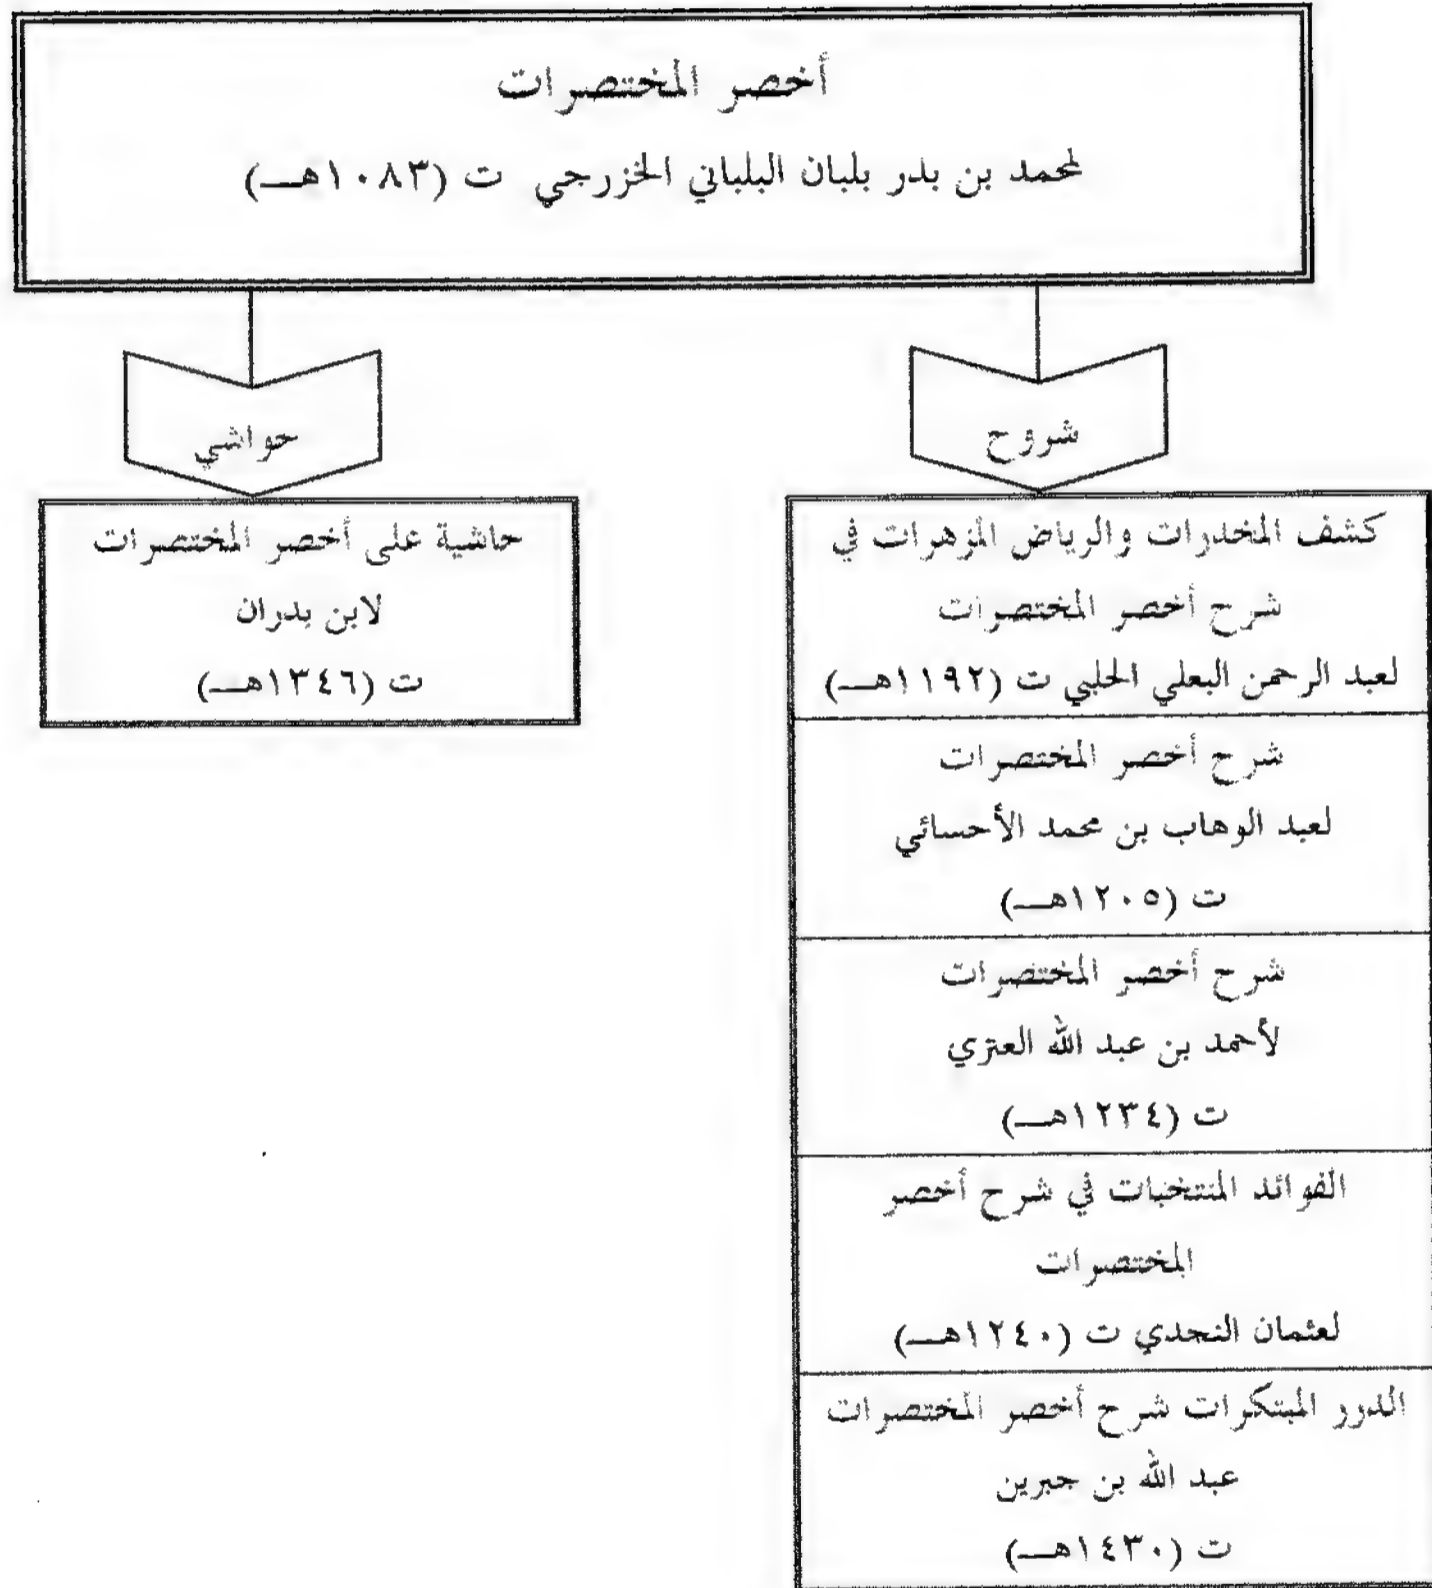 أخصر المختصرات
لمحمد بن بدر بلبان البلباني الخزرجي ت (١٠٨٣هـ)
شروح
كشف المخدرات والرياض المزهرات في
شرح أخصر المختصرات
لعبد الرحمن البعلي الحلبي ت (١١٩٢هـ)
شرح أخصر المختصرات
لعبد الوهاب بن محمد الأحسائي
ت (١٢٠٥هـ)
شرح أخصر المختصرات
لأحمد بن عبد الله العتري
ت (١٢٣٤هـ)
الفوائد المنتخبات في شرح أخصر
المختصرات
لعثمان النجدي ت (١٢٤٠هـ)
الدرر المبتكرات شرح أخصر المختصرات
عبد الله بن جبرين
ت (١٤٣٠هـ)
حواشي
حاشية على أخصر المختصرات
لابن بدران
ت (١٣٤٦هـ)